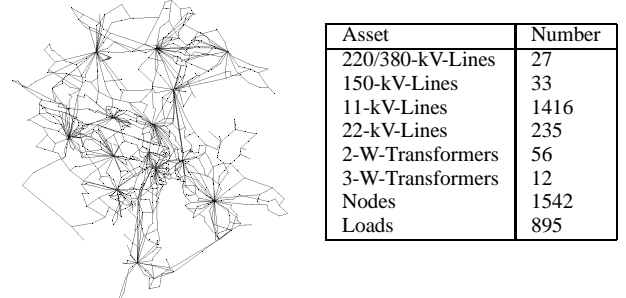 Asset Number
220/380-kV-Lines 27
150-kV-Lines 33
11-kV-Lines 1416
22-kV-Lines 235
2-W-Transformers 56
3-W-Transformers 12
Nodes 1542
Loads 895